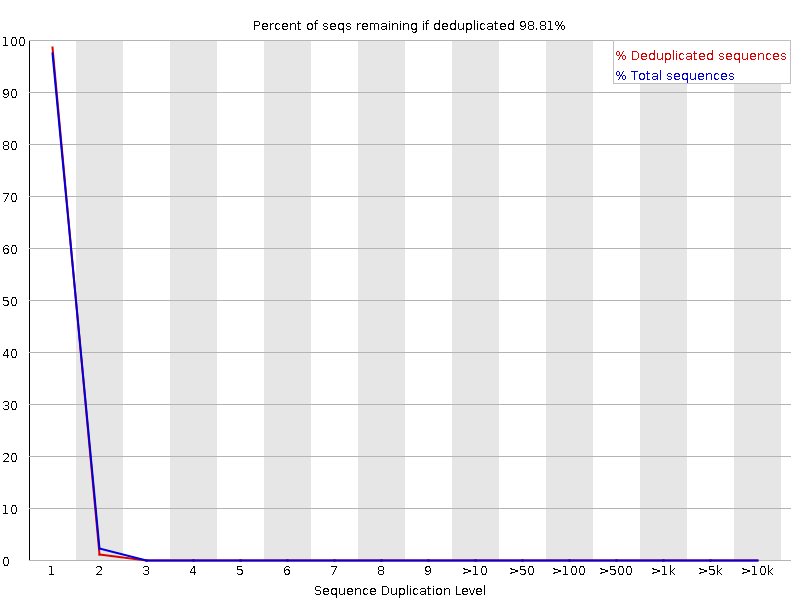 Percent of seqs remaining if deduplicated 98.81%
% Deduplicated sequences
% Total sequences
100
90
80
70
60
50
40
30
20
10
0
1 2 3 4 5 6 7 8 9 >10 >50 >100 >500 >1k >5k >10k
Sequence Duplication Level